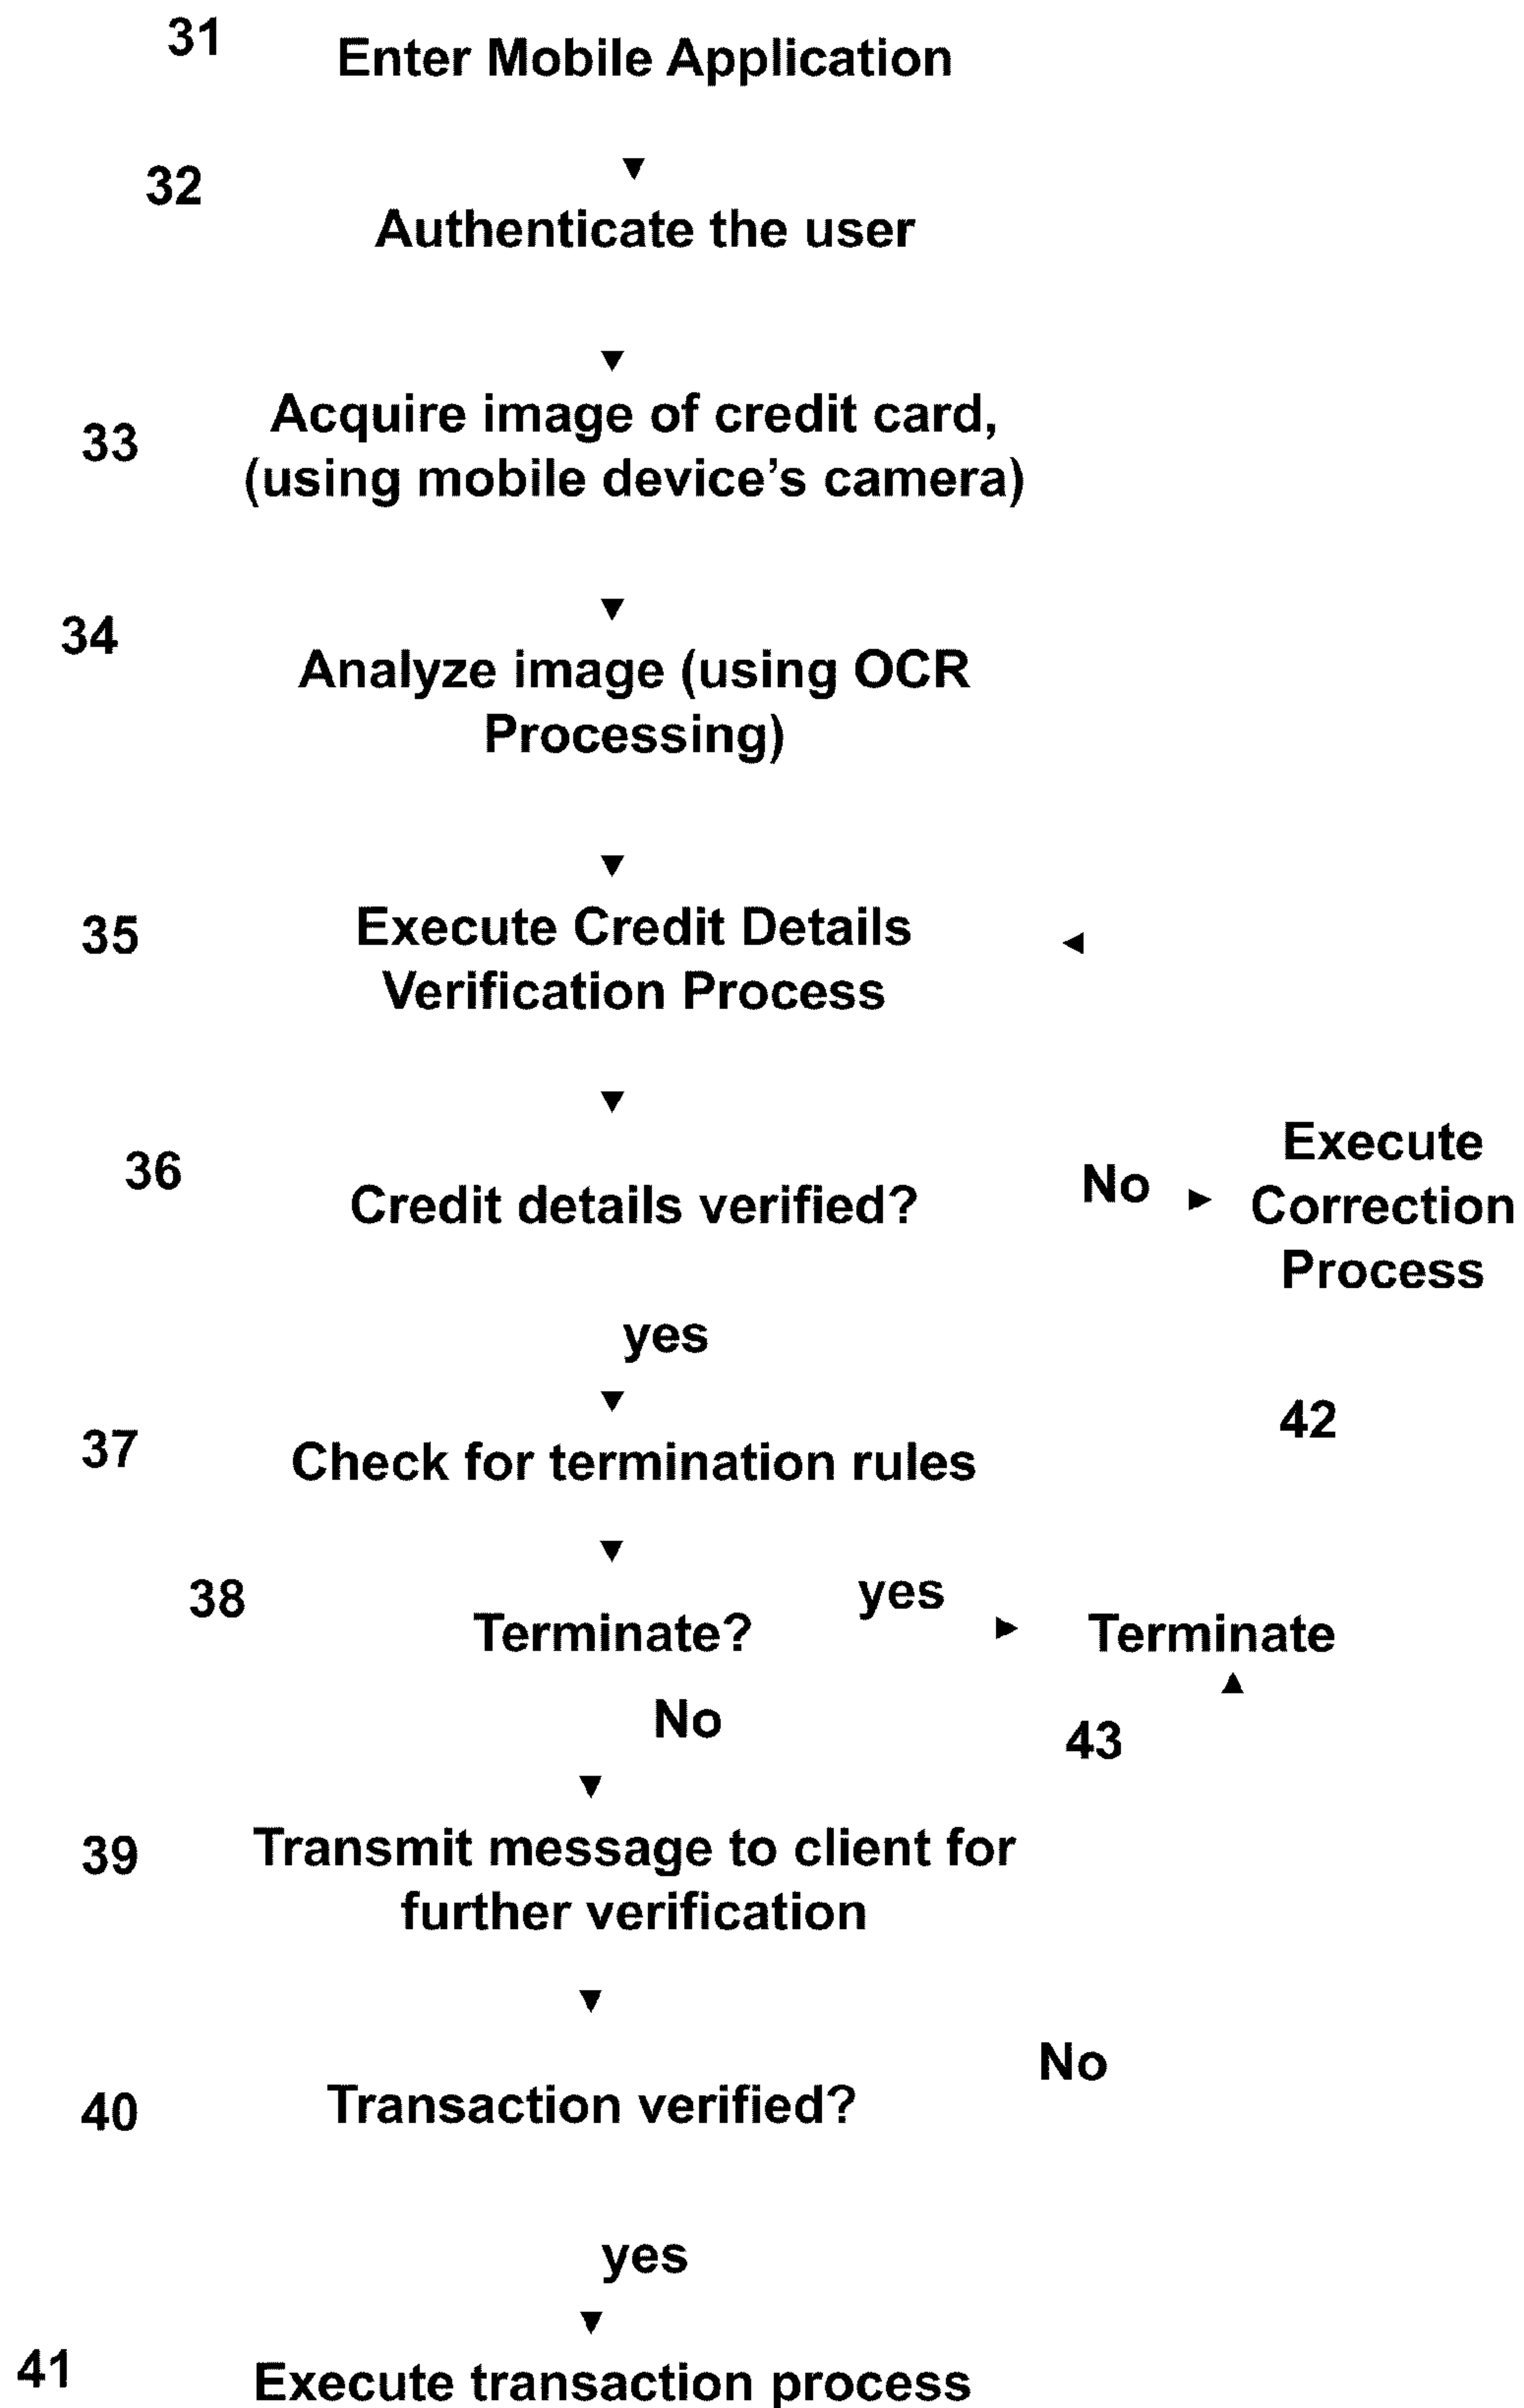 31
Enter Mobile Application
32
Authenticate the user
33
Acquire image of credit card,
(using mobile device's camera)
34
Analyze image (using OCR
Processing)
35
Execute Credit Details
Verification Process
36
Credit details verified?
No
Execute
Correction
Process
yes
42
37
Check for termination rules
38
Terminate?
yes
Terminate
No
43
39
Transmit message to client for
further verification
No
40
Transaction verified?
yes
41
Execute transaction process